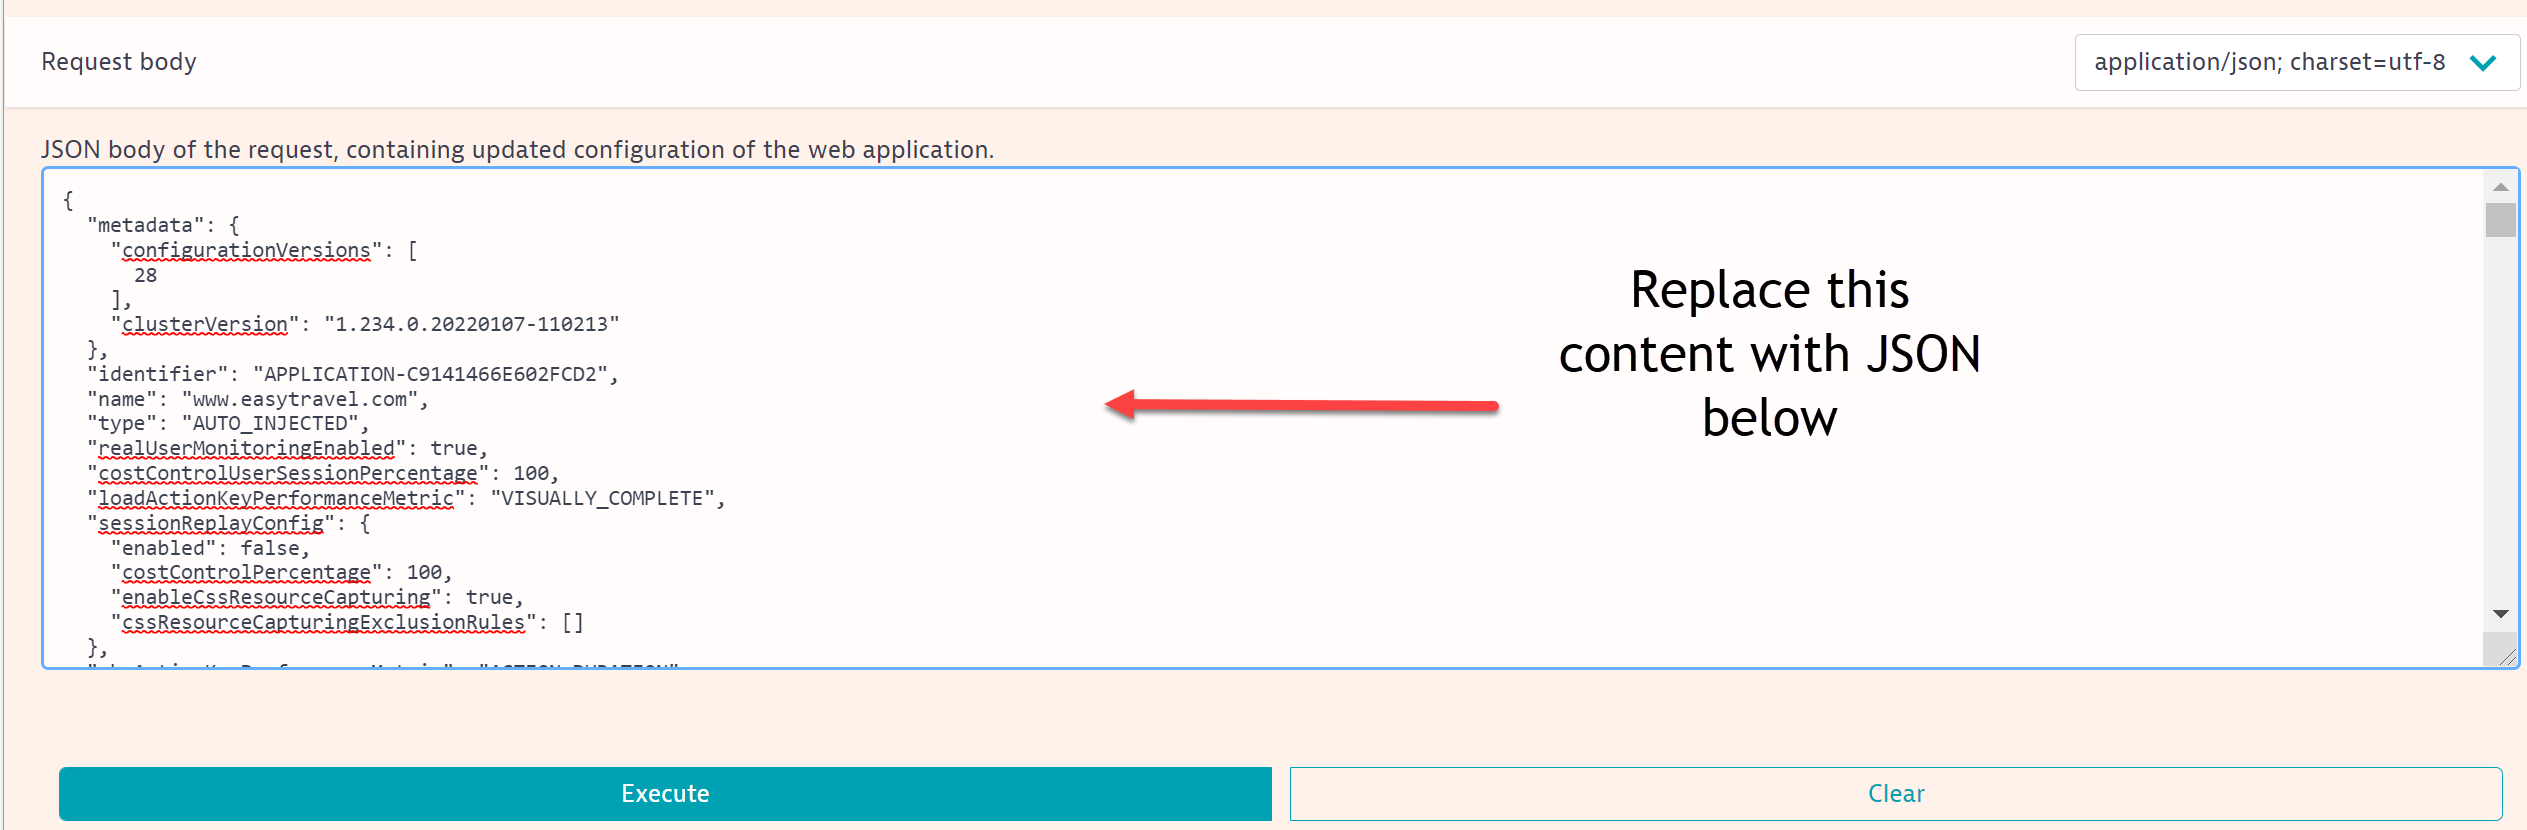 Request body
application/json; charset=utf-8
JSON body of the request, containing updated configuration of the web application.
{
  "metadata": {
    "configurationVersions": [
      28
    ],
    "clusterVersion": "1.234.0.20220107-110213"
  },
  "identifier": "APPLICATION-C9141466E602FCD2",
  "name": "www.easytravel.com",
  "type": "AUTO_INJECTED",
  "realUserMonitoringEnabled": true,
  "costControlUserSessionPercentage": 100,
  "loadActionKeyPerformanceMetric": "VISUALLY_COMPLETE",
  "sessionReplayConfig": {
    "enabled": false,
    "costControlPercentage": 100,
    "enableCssResourceCapturing": true,
    "cssResourceCapturingExclusionRules": []
  },
Replace this
content with JSON
below
Execute
Clear